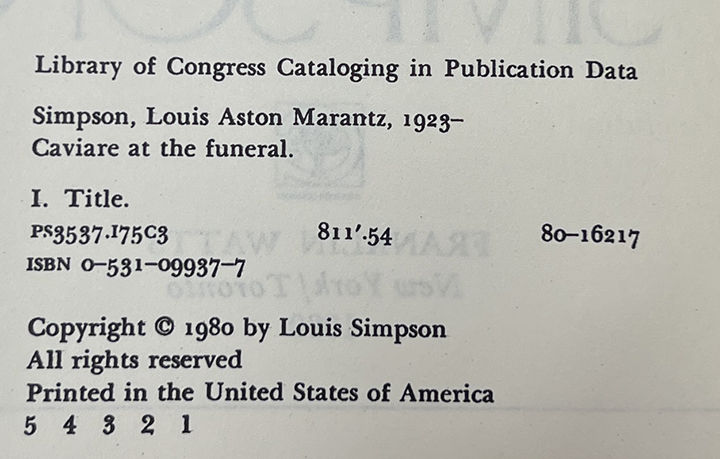 Library of Congress Cataloging in Publication Data
Simpson, Louis Aston Marantz, 1923–
Caviare at the funeral.
I. Title.
PS3537.I75C3 811′.54 80–16217
ISBN 0–531–09937–7
Copyright © 1980 by Louis Simpson
All rights reserved
Printed in the United States of America
5 4 3 2 1